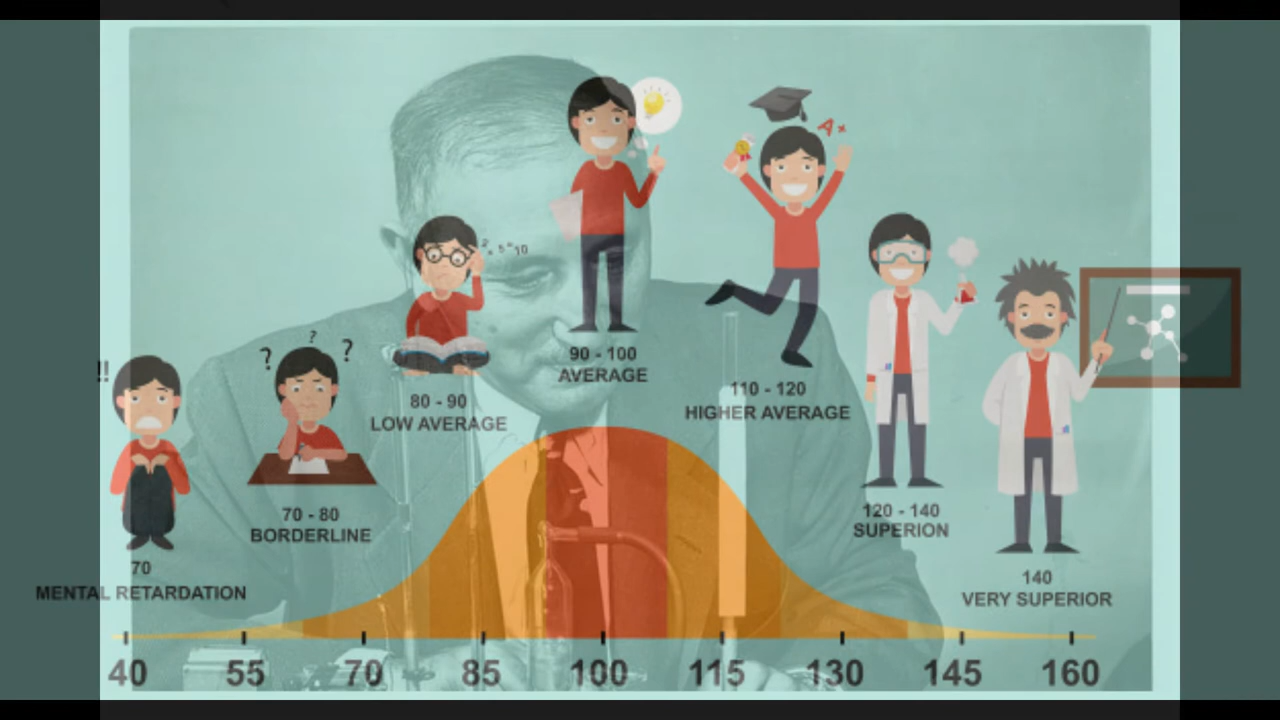 A+
? ? ?
!!
90 - 100
AVERAGE
110 - 120
HIGHER AVERAGE
80 - 90
LOW AVERAGE
70 - 80
BORDERLINE
120 - 140
SUPERION
70
MENTAL RETARDATION
140
VERY SUPERIOR
40 55 70 85 100 115 130 145 160